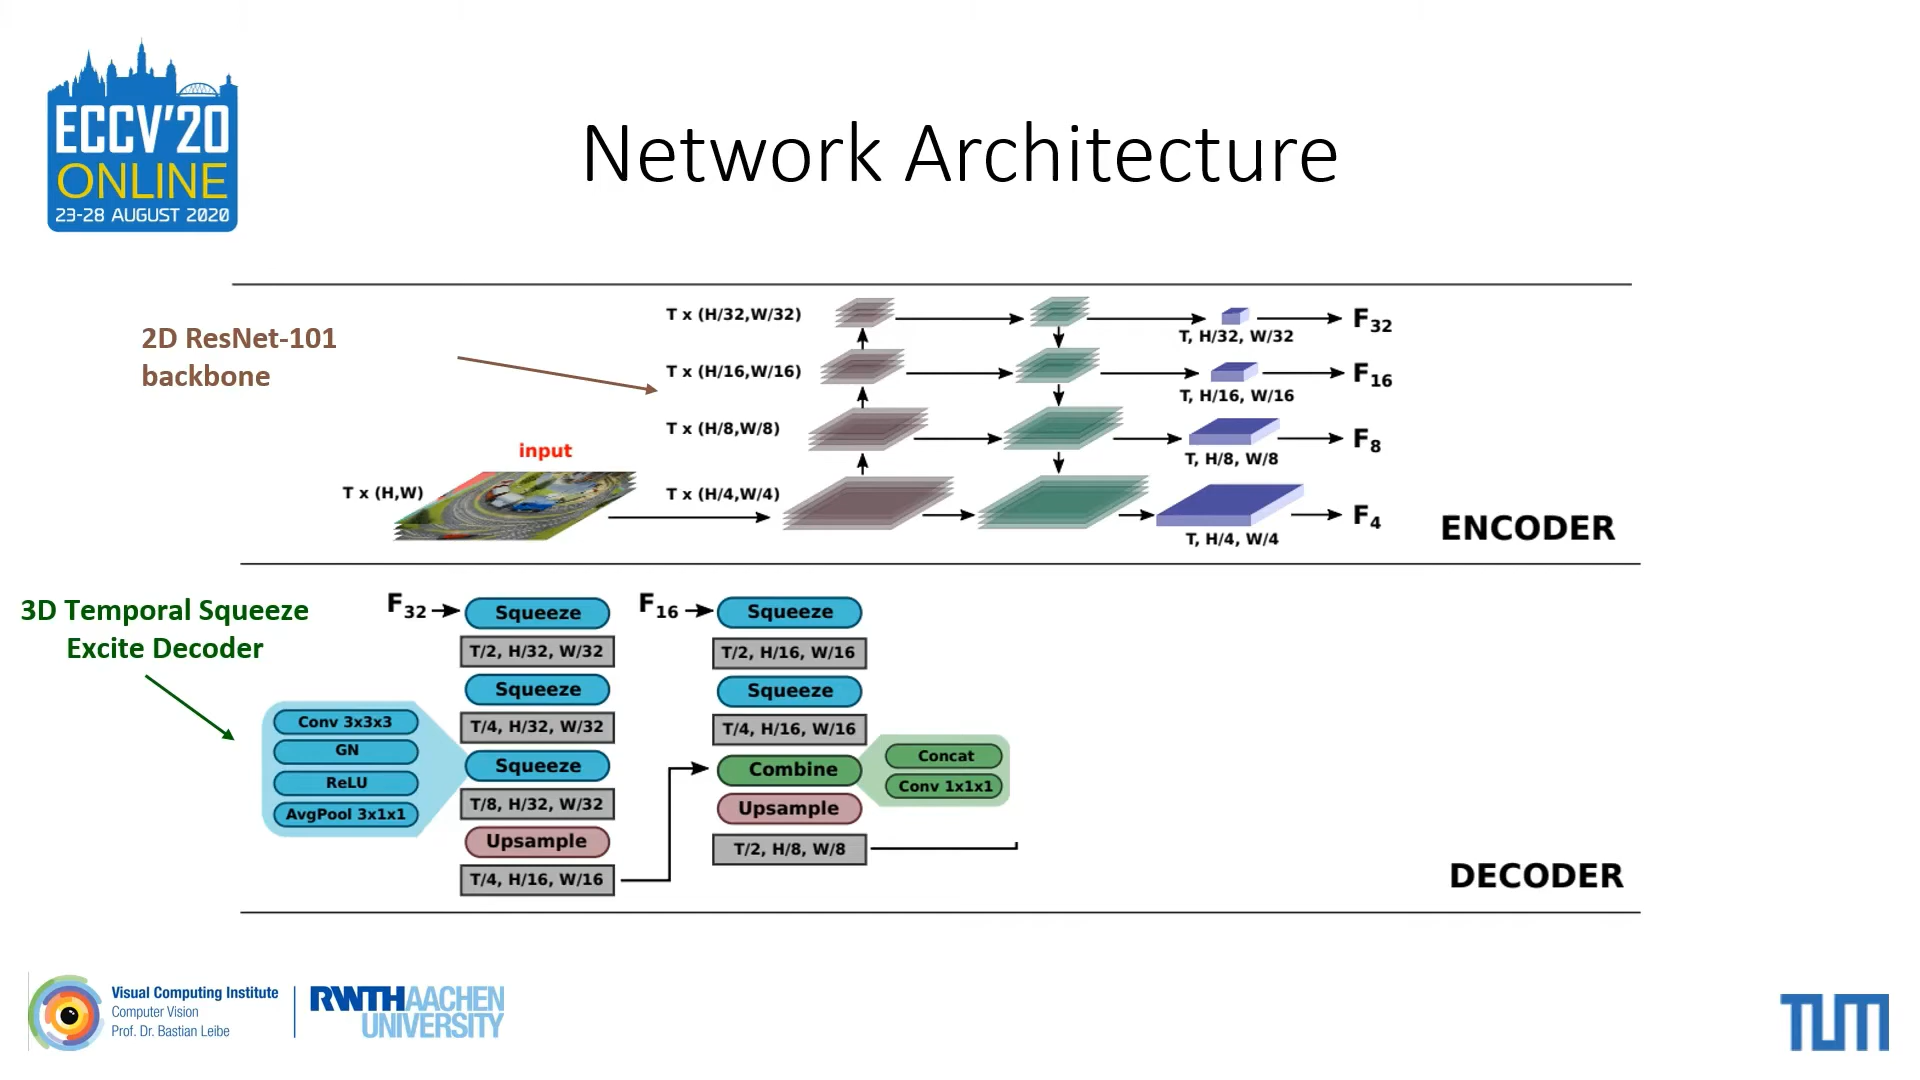 ECCV'20
ONLINE
23-28 AUGUST 2020
Network Architecture
2D ResNet-101
backbone
input
T x (H,W)
T x (H/32,W/32)
T x (H/16,W/16)
T x (H/8,W/8)
T x (H/4,W/4)
T, H/32, W/32
T, H/16, W/16
T, H/8, W/8
T, H/4, W/4
F32
F16
F8
F4
ENCODER
3D Temporal Squeeze
Excite Decoder
Conv 3x3x3
GN
ReLU
AvgPool 3x1x1
F32
Squeeze
T/2, H/32, W/32
Squeeze
T/4, H/32, W/32
Squeeze
T/8, H/32, W/32
Upsample
T/4, H/16, W/16
F16
Squeeze
T/2, H/16, W/16
Squeeze
T/4, H/16, W/16
Combine
Upsample
T/2, H/8, W/8
Concat
Conv 1x1x1
DECODER
Visual Computing Institute
Computer Vision
Prof. Dr. Bastian Leibe
RWTH AACHEN
UNIVERSITY
TUM